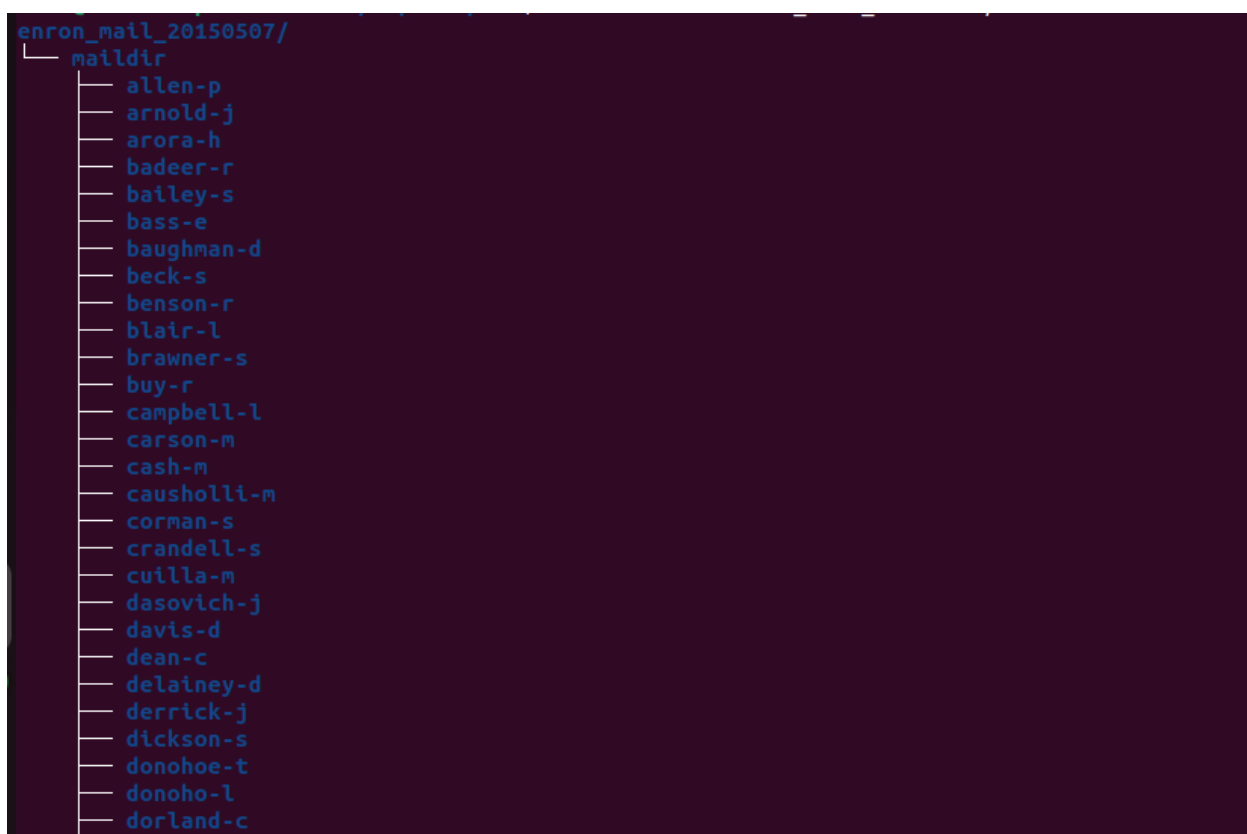 enron_mail_20150507/
└── maildir
├── allen-p
├── arnold-j
├── arora-h
├── badeer-r
├── bailey-s
├── bass-e
├── baughman-d
├── beck-s
├── benson-r
├── blair-l
├── brawner-s
├── buy-r
├── campbell-l
├── carson-m
├── cash-m
├── causholli-m
├── corman-s
├── crandell-s
├── cuilla-m
├── dasovich-j
├── davis-d
├── dean-c
├── delainey-d
├── derrick-j
├── dickson-s
├── donohoe-t
├── donoho-l
├── dorland-c